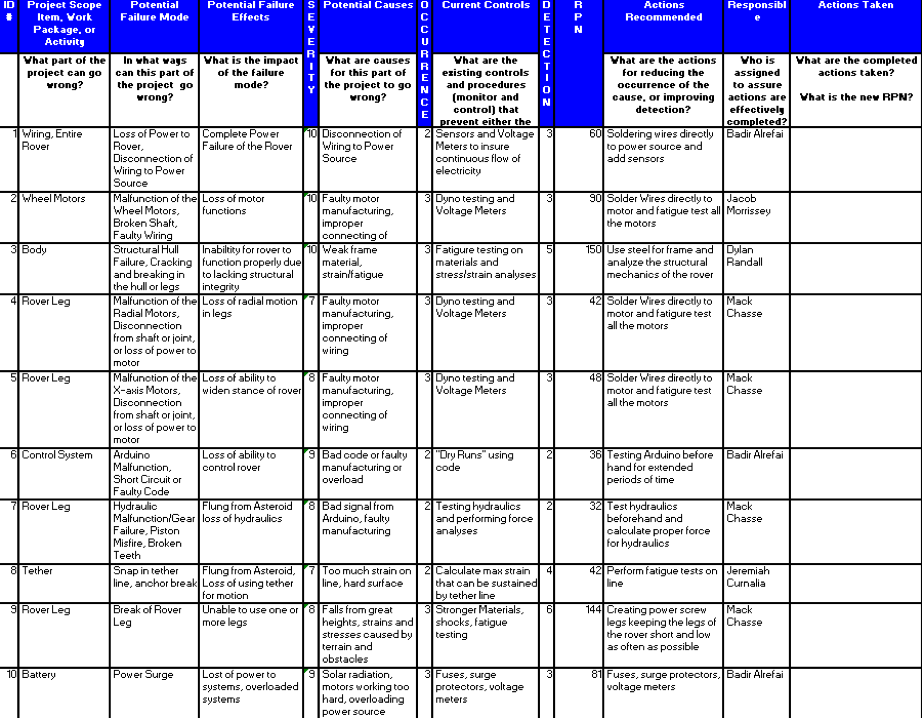 ID
#
Project Scope
Item, Work
Package, or
Activity
Potential
Failure Mode
Potential Failure
Effects
S
E
V
E
R
I
T
Y
Potential Causes
O
C
C
U
R
R
E
N
C
E
Current Controls
D
E
T
E
C
T
I
O
N
R
P
N
Actions
Recommended
Responsibl
e
Actions Taken
What part of the
project can go
wrong?
In what ways
can this part of
the project go
wrong?
What is the impact
of the failure
mode?
What are causes
for this part of
the project to go
wrong?
What are the
existing controls
and procedures
(monitor and
control) that
prevent either the
What are the actions
for reducing the
occurrence of the
cause, or improving
detection?
Who is
assigned
to assure
actions are
effectively
completed?
What are the completed
actions taken?
What is the new RPN?
1
Wiring, Entire
Rover
Loss of Power to
Rover,
Disconnection of
Wiring to Power
Source
Complete Power
Failure of the Rover
10
Disconnection of
Wiring to Power
Source
2
Sensors and Voltage
Meters to insure
continuous flow of
electricity
3
60
Soldering wires directly
to power source and
add sensors
Badir Alrefai
2
Wheel Motors
Malfunction of the
Wheel Motors,
Broken Shaft,
Faulty Wiring
Loss of motor
functions
10
Faulty motor
manufacturing,
improper
connecting of
3
Dyno testing and
Voltage Meters
3
90
Solder Wires directly to
motor and fatigue test all
the motors
Jacob
Morrissey
3
Body
Structural Hull
Failure, Cracking
and breaking in
the hull or legs
Inabiltiy for rover to
function properly due
to lacking structural
integrity
10
Weak frame
material,
strain/fatigue
3
Fatigure testing on
materials and
stress/strain analyses
5
150
Use steel for frame and
analyze the structural
mechanics of the rover
Dylan
Randall
4
Rover Leg
Malfunction of the
Radial Motors,
Disconnection
from shaft or joint,
or loss of power to
motor
Loss of radial motion
in legs
7
Faulty motor
manufacturing,
improper
connecting of
wiring
3
Dyno testing and
Voltage Meters
3
42
Solder Wires directly to
motor and fatigure test
all the motors
Mack
Chasse
5
Rover Leg
Malfunction of the
X-axis Motors,
Disconnection
from shaft or joint,
or loss of power to
motor
Loss of ability to
widen stance of rover
8
Faulty motor
manufacturing,
improper
connecting of
wiring
3
Dyno testing and
Voltage Meters
3
48
Solder Wires directly to
motor and fatigure test
all the motors
Mack
Chasse
6
Control System
Arduino
Malfunction,
Short Circuit or
Faulty Code
Loss of ability to
control rover
9
Bad code or faulty
manufacturing or
overload
2
"Dry Runs" using
code
2
36
Testing Arduino before
hand for extended
periods of time
Badir Alrefai
7
Rover Leg
Hydraulic
Malfunction/Gear
Failure, Piston
Misfire, Broken
Teeth
Flung from Asteroid
loss of hydraulics
8
Bad signal from
Arduino, faulty
manufacturing
2
Testing hydraulics
and performing force
analyses
2
32
Test hydraulics
beforehand and
calculate proper force
for hydraulics
Mack
Chasse
8
Tether
Snap in tether
line, anchor break
Flung from Asteroid,
Loss of using tether
for motion
7
Too much strain on
line, hard surface
2
Calculate max strain
that can be sustained
by tether line
4
42
Perform fatigue tests on
line
Jeremiah
Curnalia
9
Rover Leg
Break of Rover
Leg
Unable to use one or
more legs
8
Falls from great
heights, strains and
stresses caused by
terrain and
obstacles
3
Stronger Materials,
shocks, fatigue
testing
6
144
Creating power screw
legs keeping the legs of
the rover short and low
as often as possible
Mack
Chasse
10
Battery
Power Surge
Lost of power to
systems, overloaded
systems
9
Solar radiation,
motors working too
hard, overloading
power source
3
Fuses, surge
protectors, voltage
meters
3
81
Fuses, surge protectors,
voltage meters
Badir Alrefai